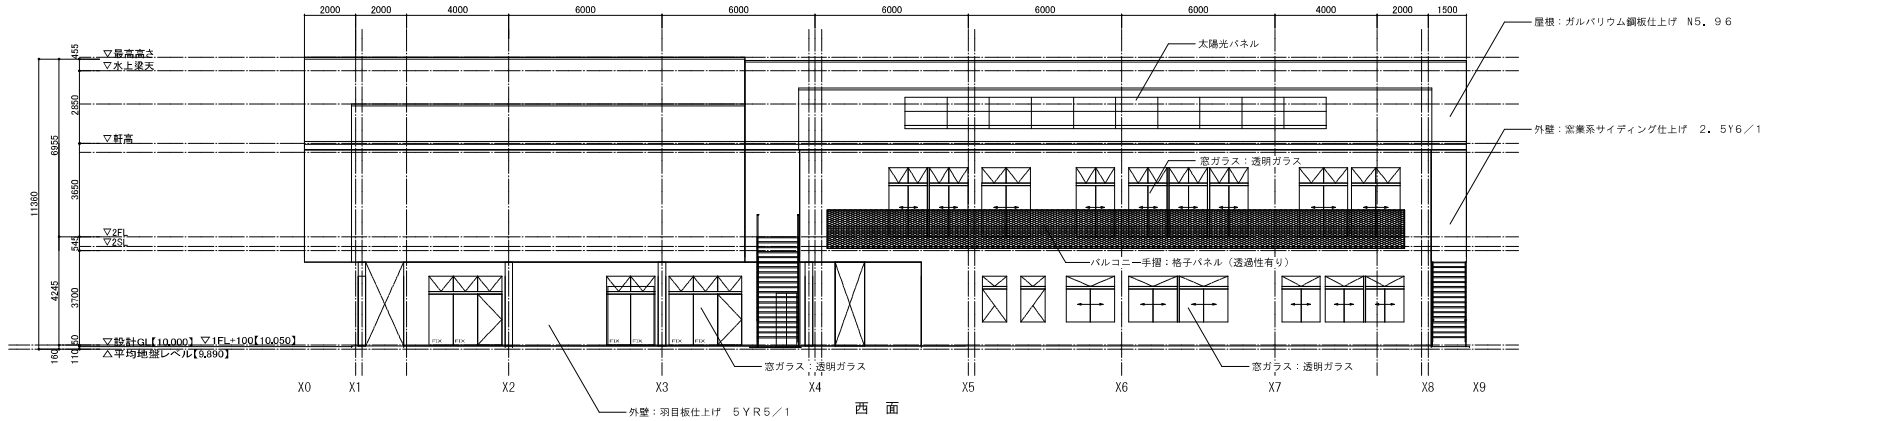 2000 2000 4000 6000 6000 6000 6000 6000 4000 2000 1500
屋根：ガルバリウム鋼板仕上げ　N5．96
太陽光パネル
455
▽最高高さ
▽水上梁天
2850
▽軒高
外壁：窯業系サイディング仕上げ　2．5Y6／1
6955
窓ガラス：透明ガラス
3650
11360
▽2FL
545
▽2SL
バルコニー手摺：格子パネル（透過性有り）
4245
3700
▽設計GL【10,000】 ▽1FL+100【10,050】
FIX FIX FIX FIX FIX FIX
50
110
160
△平均地盤レベル【9,890】
窓ガラス：透明ガラス
窓ガラス：透明ガラス
X0 X1 X2 X3 X4 X5 X6 X7 X8 X9
外壁：羽目板仕上げ　5YR5／1
西　面